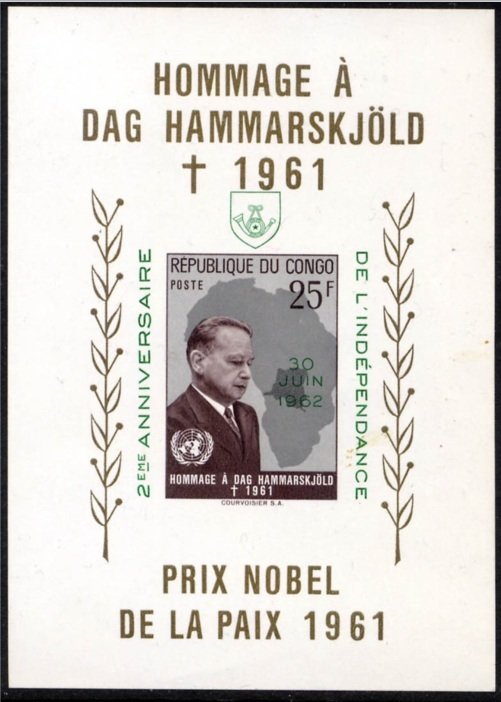 HOMMAGE À
DAG HAMMARSKJÖLD
† 1961
2EME ANNIVERSAIRE
DE L'INDÉPENDANCE
RÉPUBLIQUE DU CONGO
POSTE 25F
30
JUIN
1962
HOMMAGE À DAG HAMMARSKJÖLD
† 1961
COURVOISIER S.A.
PRIX NOBEL
DE LA PAIX 1961